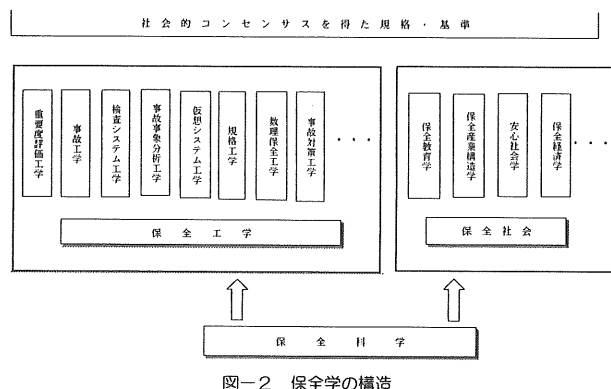 社会的コンセンサスを得た規格・基準
重要度評価工学
事故工学
検査システム工学
事故事象分析工学
仮想システム工学
規格工学
数理保全工学
事故対策工学
・・・
保全教育学
保全産業構造学
安心社会学
保全経済学
・・・
保全工学
保全社会
保全科学
図－2 保全学の構造